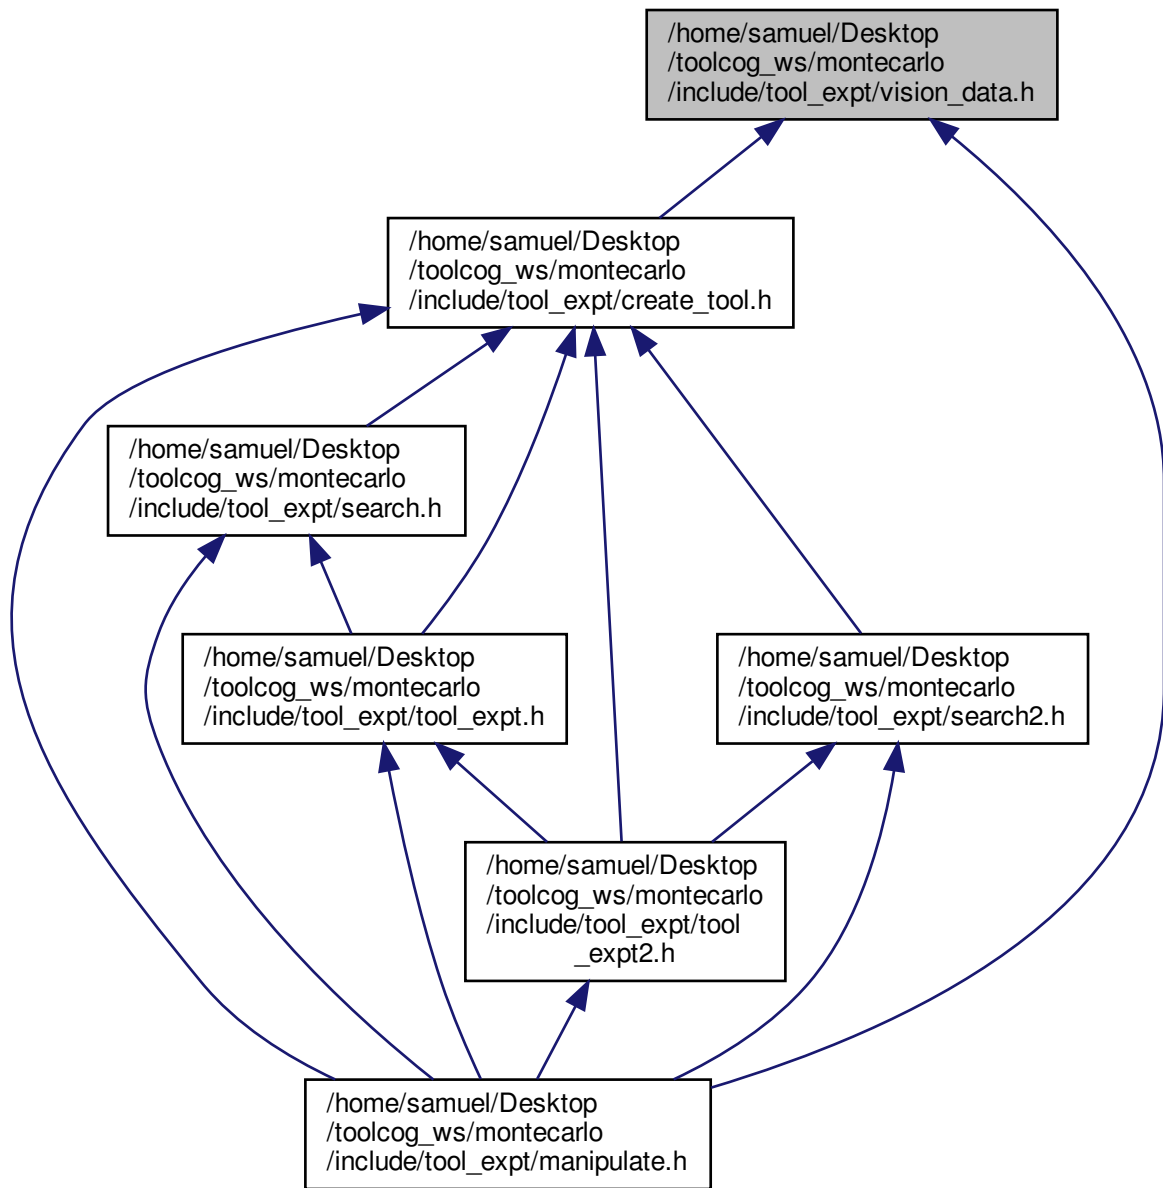 /home/samuel/Desktop
/toolcog_ws/montecarlo
/include/tool_expt/vision_data.h
/home/samuel/Desktop
/toolcog_ws/montecarlo
/include/tool_expt/create_tool.h
/home/samuel/Desktop
/toolcog_ws/montecarlo
/include/tool_expt/search.h
/home/samuel/Desktop
/toolcog_ws/montecarlo
/include/tool_expt/tool_expt.h
/home/samuel/Desktop
/toolcog_ws/montecarlo
/include/tool_expt/search2.h
/home/samuel/Desktop
/toolcog_ws/montecarlo
/include/tool_expt/tool
_expt2.h
/home/samuel/Desktop
/toolcog_ws/montecarlo
/include/tool_expt/manipulate.h